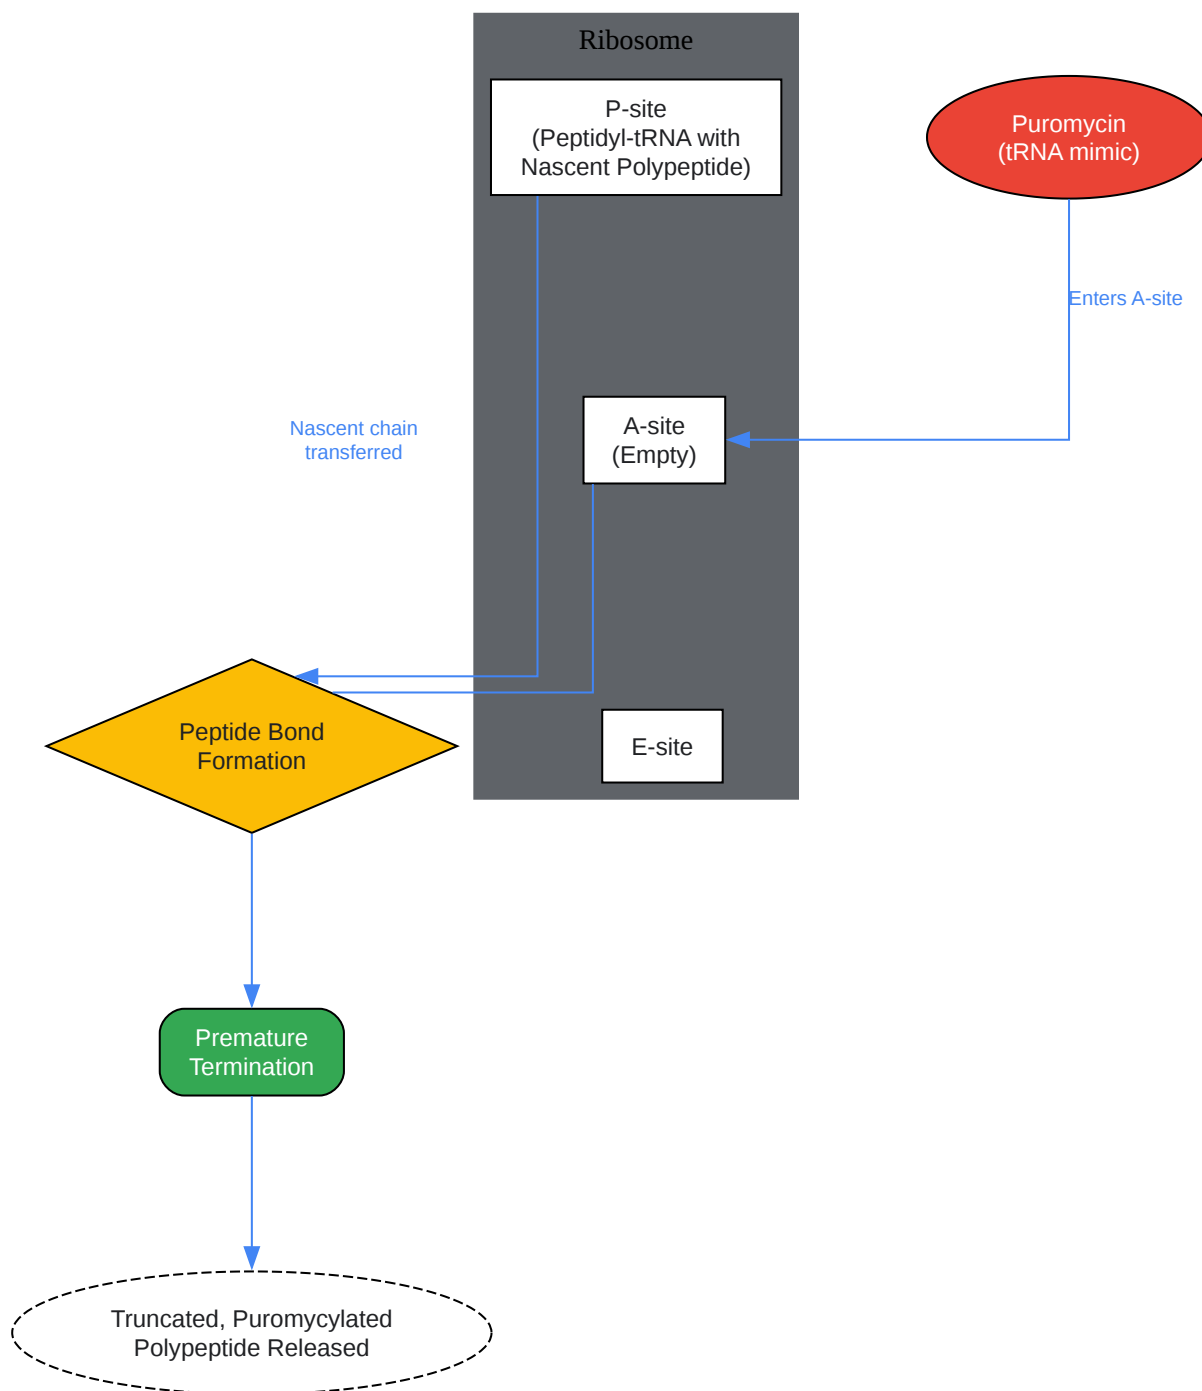 Ribosome
P-site
(Peptidyl-tRNA with
Nascent Polypeptide)
Puromycin
(tRNA mimic)
Enters A-site
Nascent chain
transferred
A-site
(Empty)
Peptide Bond
Formation
E-site
Premature
Termination
Truncated, Puromycylated
Polypeptide Released